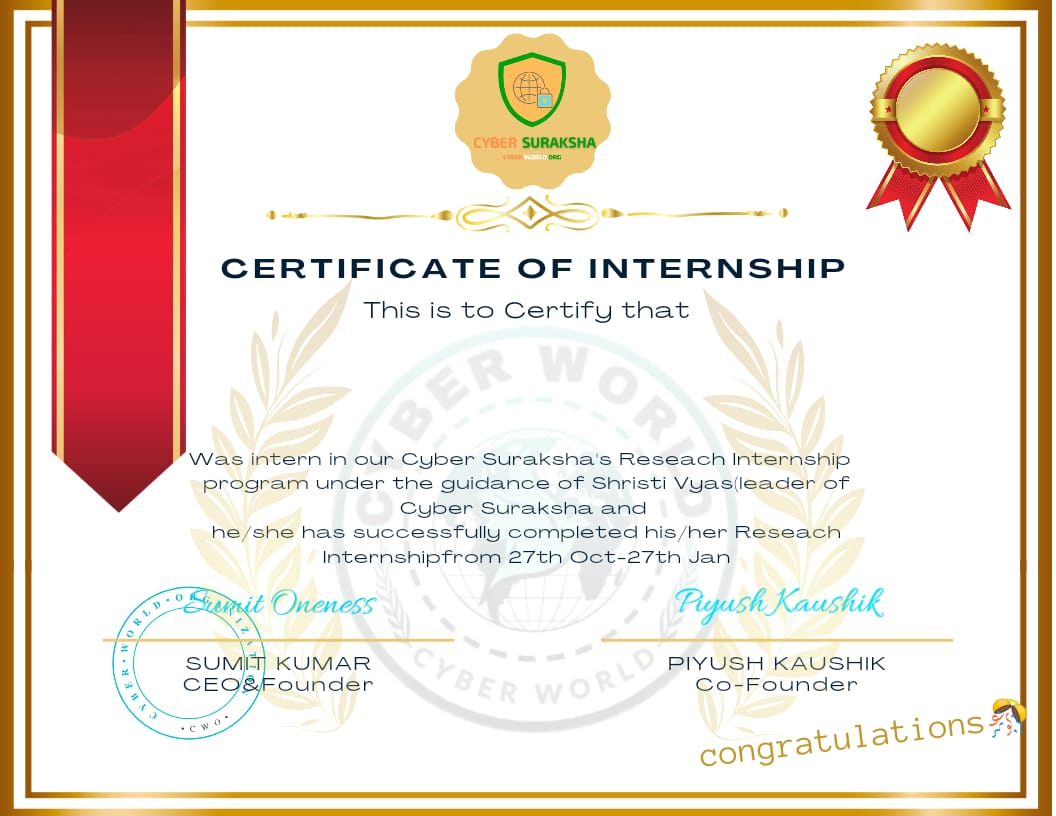 CYBER SURAKSHA
CYBER WORLD.ORG
CERTIFICATE OF INTERNSHIP
This is to Certify that
CYBER WORLD
Was intern in our Cyber Suraksha's Reseach Internship
program under the guidance of Shristi Vyas(leader of
Cyber Suraksha and
he/she has successfully completed his/her Reseach
Internshipfrom 27th Oct-27th Jan
Sumit Oneness
Piyush Kaushik
CYBER•WORLD•ORGANIZATION
•CWO•
SUMIT KUMAR
CEO&Founder
PIYUSH KAUSHIK
Co-Founder
CYBER WORLD
congratulations